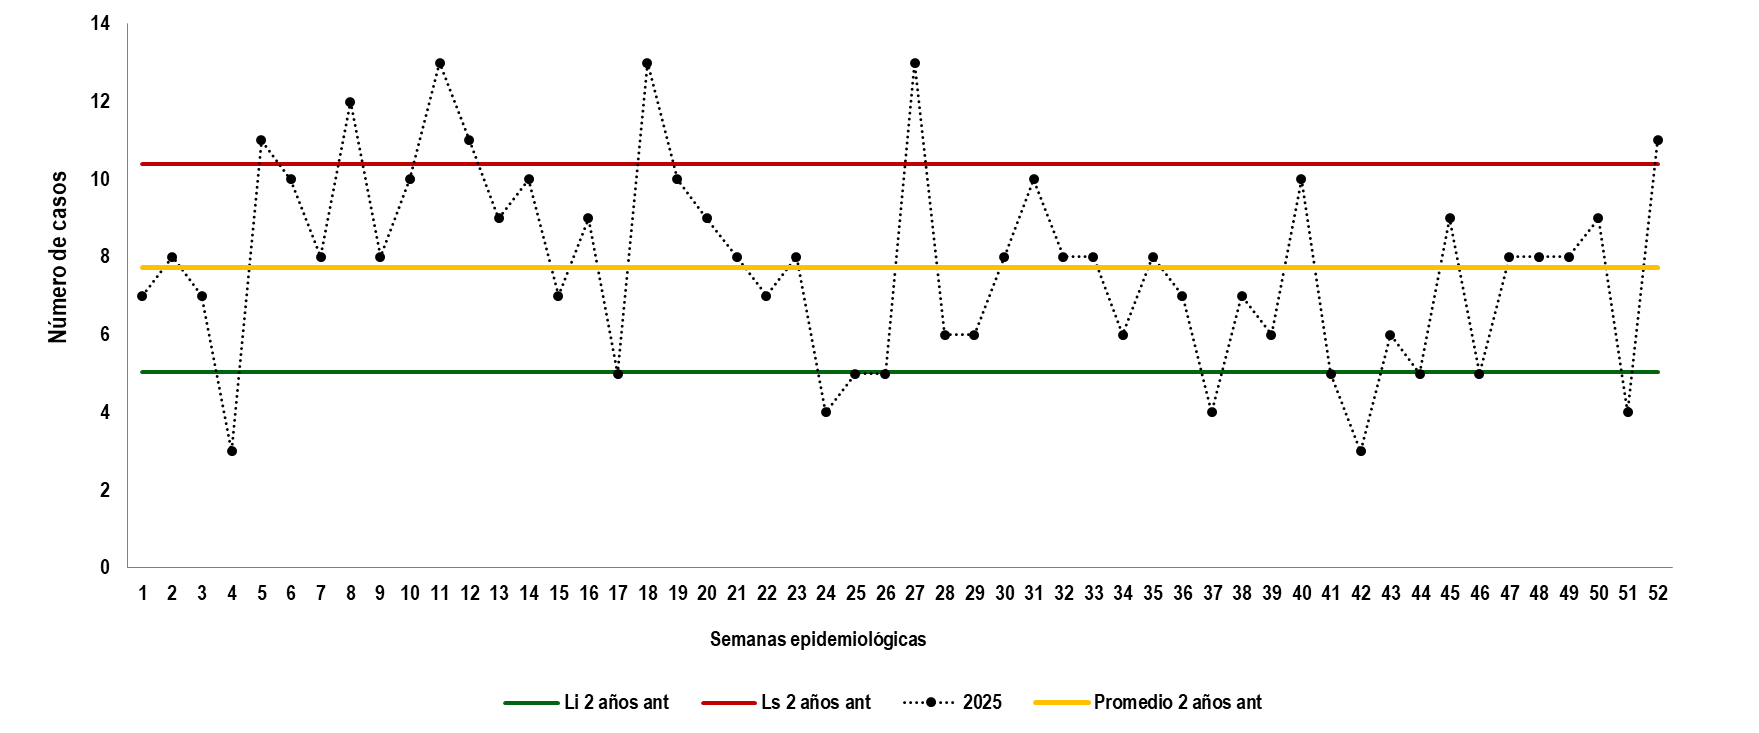 14
12
10
8
6
4
2
0
Número de casos
1 2 3 4 5 6 7 8 9 10 11 12 13 14 15 16 17 18 19 20 21 22 23 24 25 26 27 28 29 30 31 32 33 34 35 36 37 38 39 40 41 42 43 44 45 46 47 48 49 50 51 52
Semanas epidemiológicas
Li 2 años ant Ls 2 años ant 2025 Promedio 2 años ant